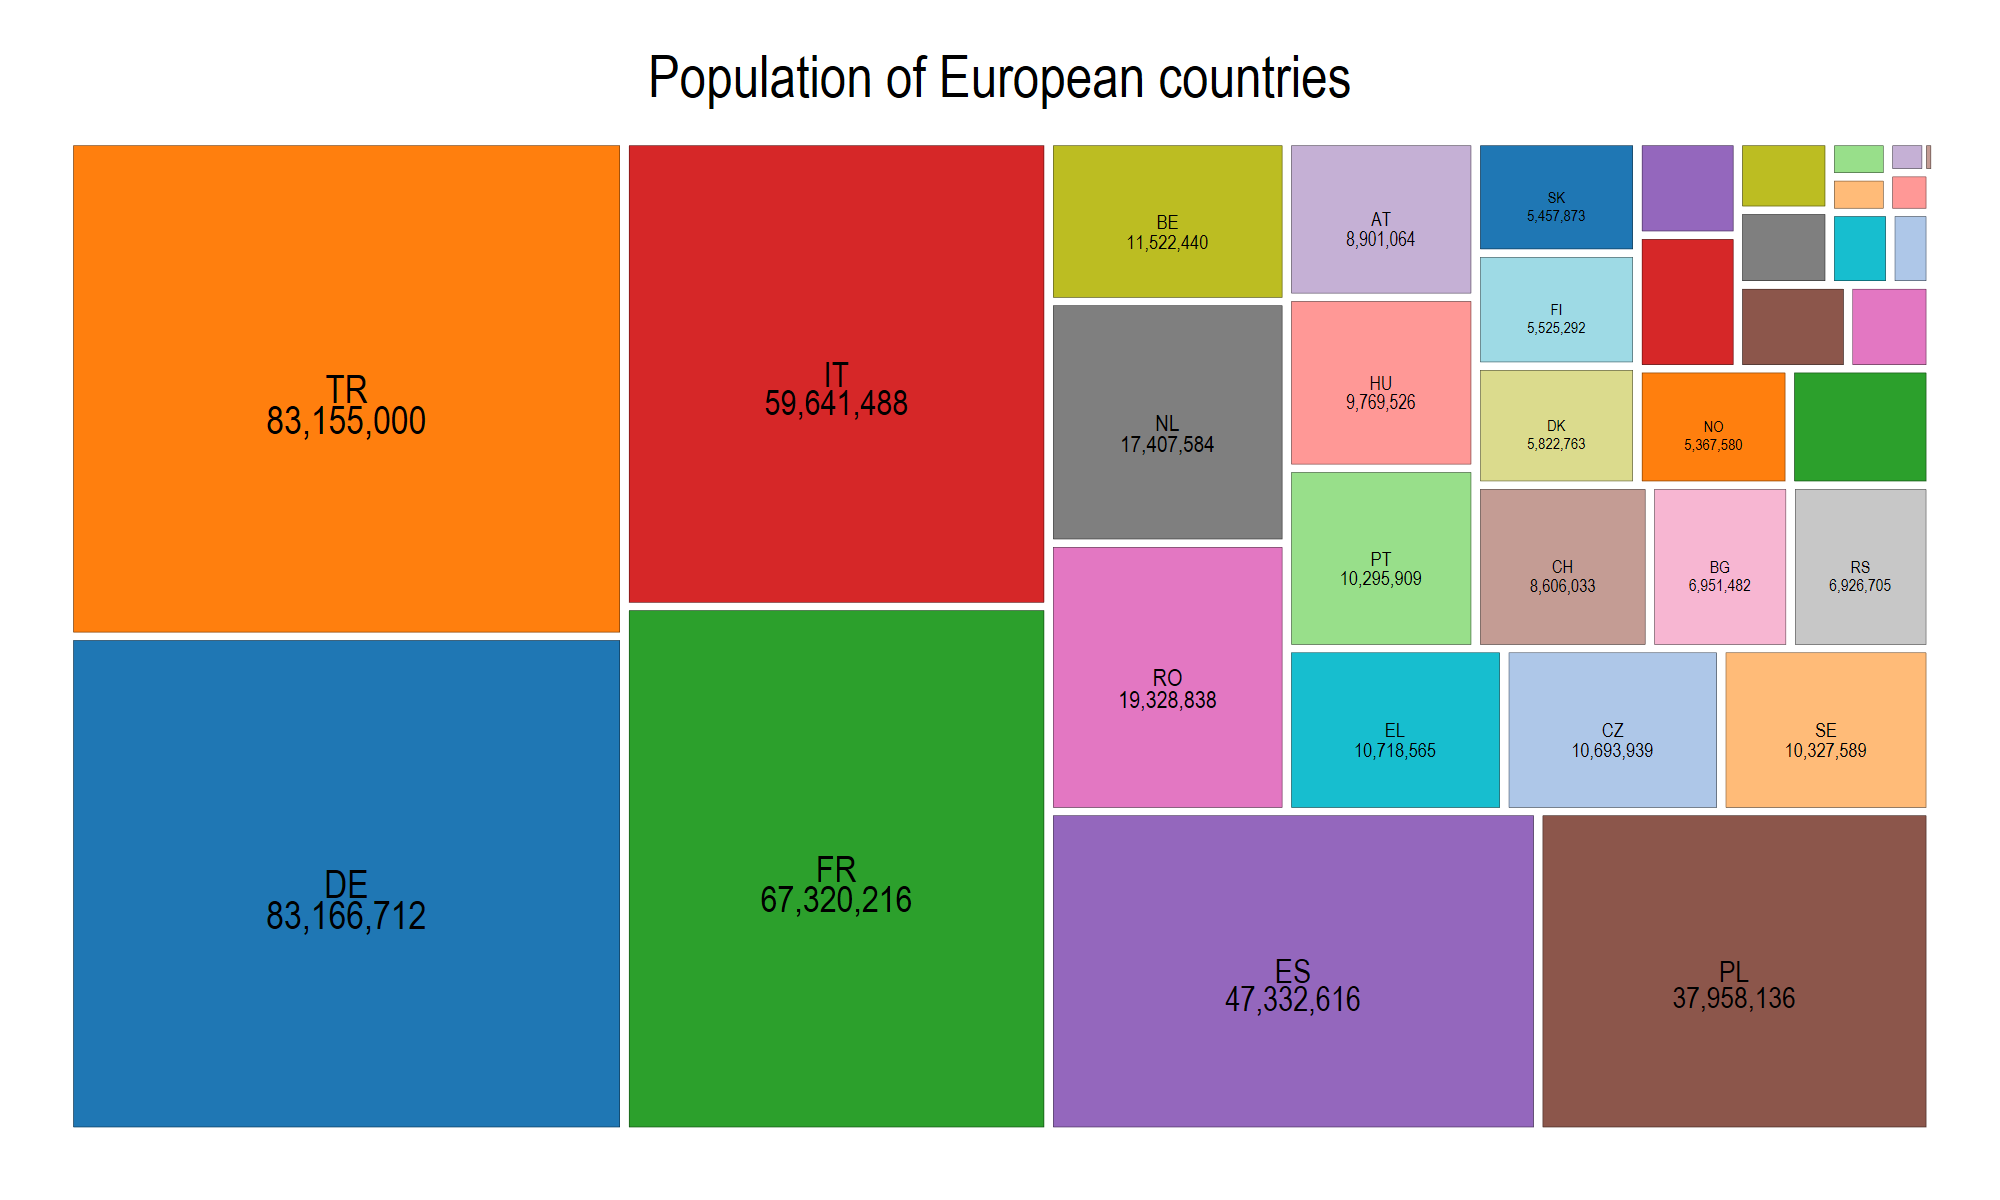 Population of European countries
TR
83,155,000
DE
83,166,712
IT
59,641,488
FR
67,320,216
BE
11,522,440
NL
17,407,584
RO
19,328,838
ES
47,332,616
PL
37,958,136
AT
8,901,064
HU
9,769,526
PT
10,295,909
EL
10,718,565
CZ
10,693,939
SE
10,327,589
SK
5,457,873
FI
5,525,292
DK
5,822,763
NO
5,367,580
CH
8,606,033
BG
6,951,482
RS
6,926,705